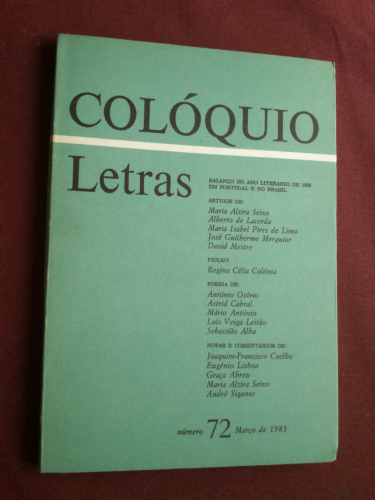 COLÓQUIO
Letras
BALANÇO DO ANO LITERÁRIO DE 1982
EM PORTUGAL E NO BRASIL
ARTIGOS DE:
Maria Alzira Seixo
Alberto de Lacerda
Maria Isabel Pires de Lima
José Guilherme Merquior
David Mestre
FICÇÃO:
Regina Célia Colónia
POESIA DE:
António Osório
Astrid Cabral
Mário António
Luís Veiga Leitão
Sebastião Alba
NOTAS E COMENTÁRIOS DE:
Joaquim-Francisco Coelho
Eugénio Lisboa
Graça Abreu
Maria Alzira Seixo
André Siganos
número 72 Março de 1983